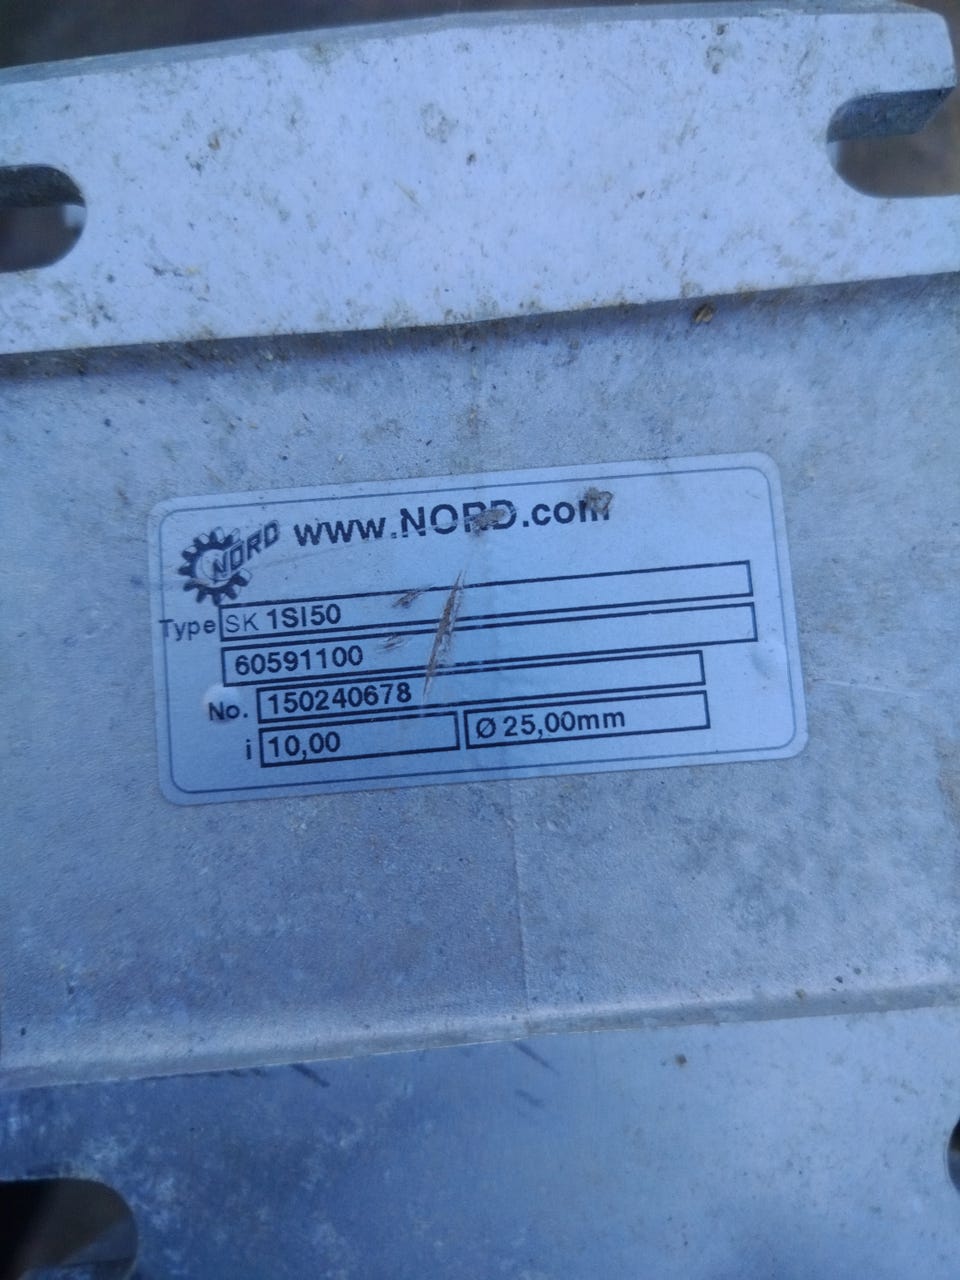 NORD www.NORD.com
Type SK 1SI50
60591100
No. 150240678
i 10,00 Ø 25,00mm